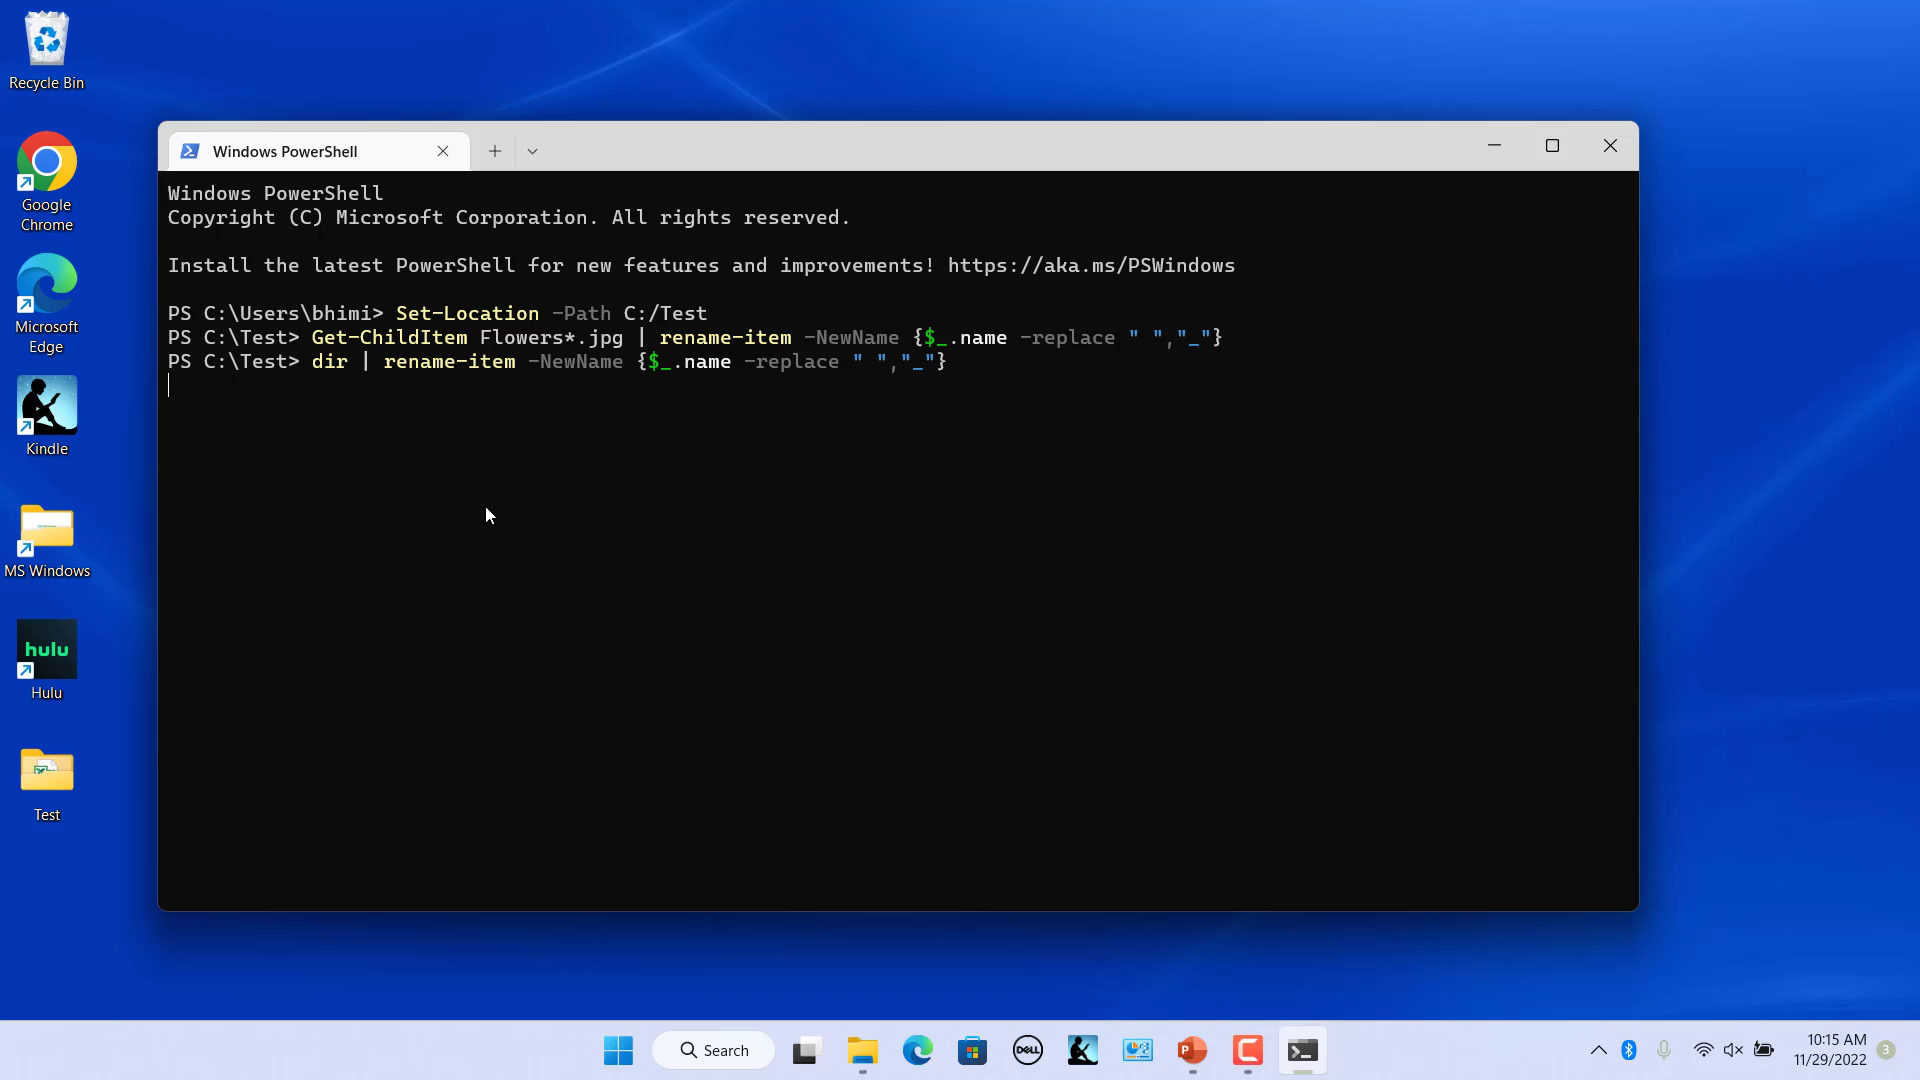 Recycle Bin
Google
Chrome
Microsoft
Edge
Kindle
MS Windows
hulu
Hulu
Test
Windows PowerShell
Windows PowerShell
Copyright (C) Microsoft Corporation. All rights reserved.
Install the latest PowerShell for new features and improvements! https://aka.ms/PSWindows
PS C:\Users\bhimi> Set-Location -Path C:/Test
PS C:\Test> Get-ChildItem Flowers*.jpg | rename-item -NewName {$_.name -replace " ","_"}
PS C:\Test> dir | rename-item -NewName {$_.name -replace " ","_"}
Search
DELL
P
C
10:15 AM
11/29/2022
3